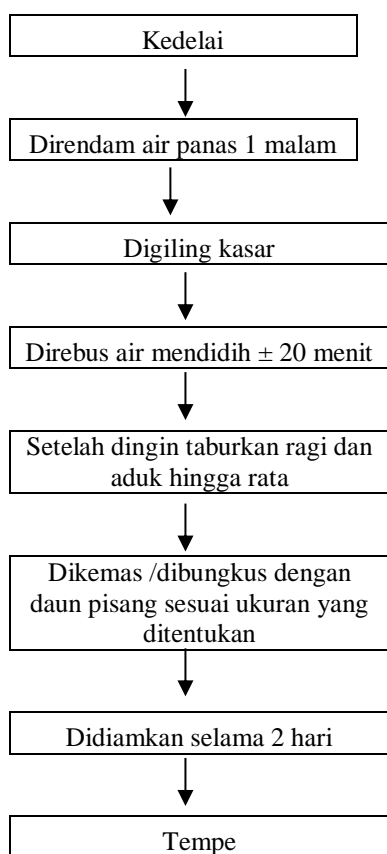 Kedelai
Direndam air panas 1 malam
Digiling kasar
Direbus air mendidih ± 20 menit
Setelah dingin taburkan ragi dan
aduk hingga rata
Dikemas /dibungkus dengan
daun pisang sesuai ukuran yang
ditentukan
Didiamkan selama 2 hari
Tempe